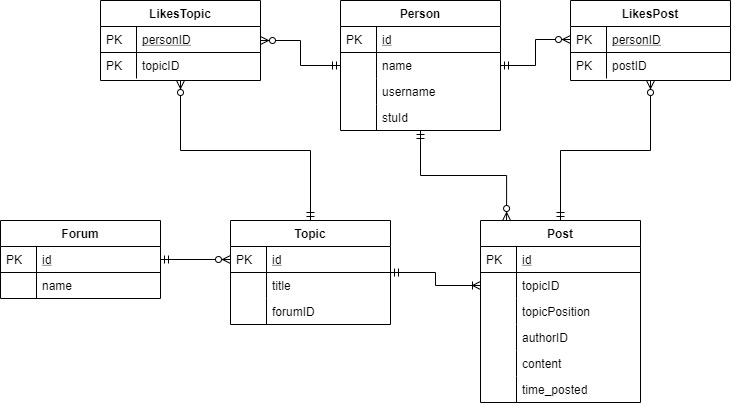 LikesTopic
PK personID
PK topicID
Person
PK id
name
username
stuId
LikesPost
PK personID
PK postID
Forum
PK id
name
Topic
PK id
title
forumID
Post
PK id
topicID
topicPosition
authorID
content
time_posted